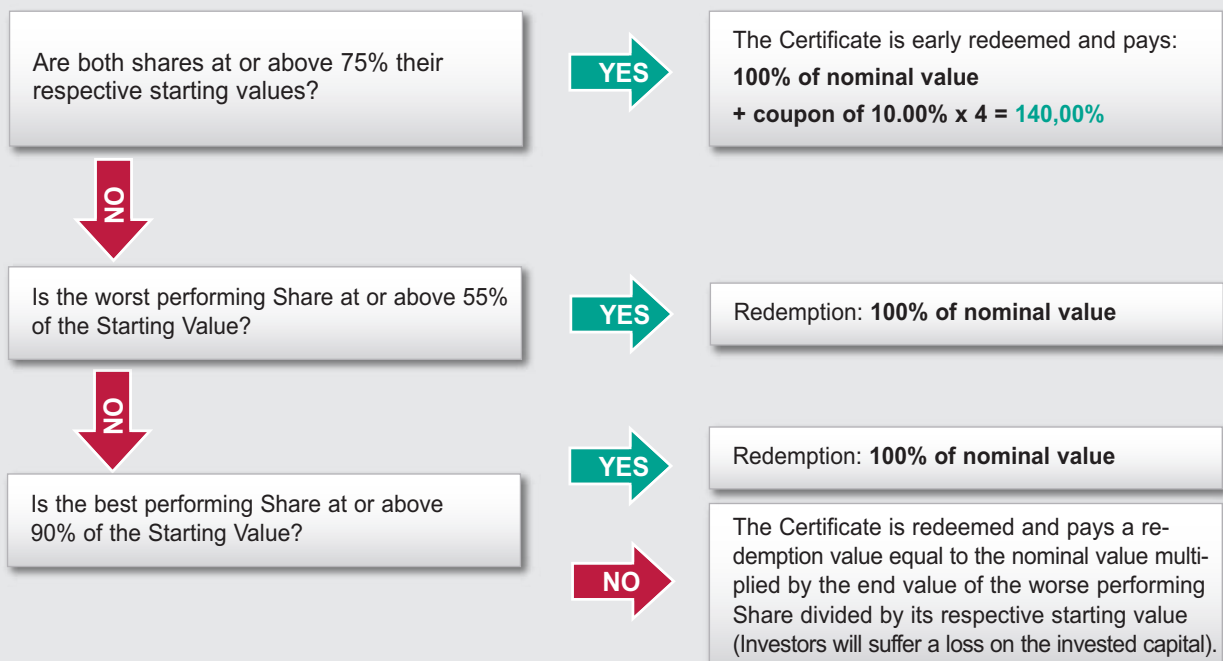 Are both shares at or above 75% their
respective starting values?
YES
The Certificate is early redeemed and pays:
100% of nominal value
+ coupon of 10.00% x 4 = 140,00%
NO
Is the worst performing Share at or above 55%
of the Starting Value?
YES
Redemption: 100% of nominal value
NO
Is the best performing Share at or above
90% of the Starting Value?
YES
Redemption: 100% of nominal value
NO
The Certificate is redeemed and pays a re-
demption value equal to the nominal value multi-
plied by the end value of the worse performing
Share divided by its respective starting value
(Investors will suffer a loss on the invested capital).